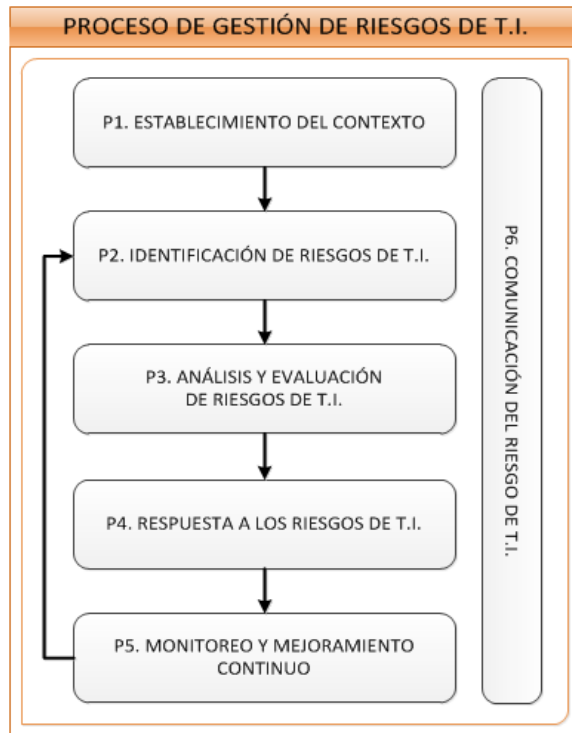 PROCESO DE GESTIÓN DE RIESGOS DE T.I.
P1. ESTABLECIMIENTO DEL CONTEXTO
P2. IDENTIFICACIÓN DE RIESGOS DE T.I.
P3. ANÁLISIS Y EVALUACIÓN
DE RIESGOS DE T.I.
P4. RESPUESTA A LOS RIESGOS DE T.I.
P5. MONITOREO Y MEJORAMIENTO
CONTINUO
P6. COMUNICACIÓN DEL RIESGO DE T.I.